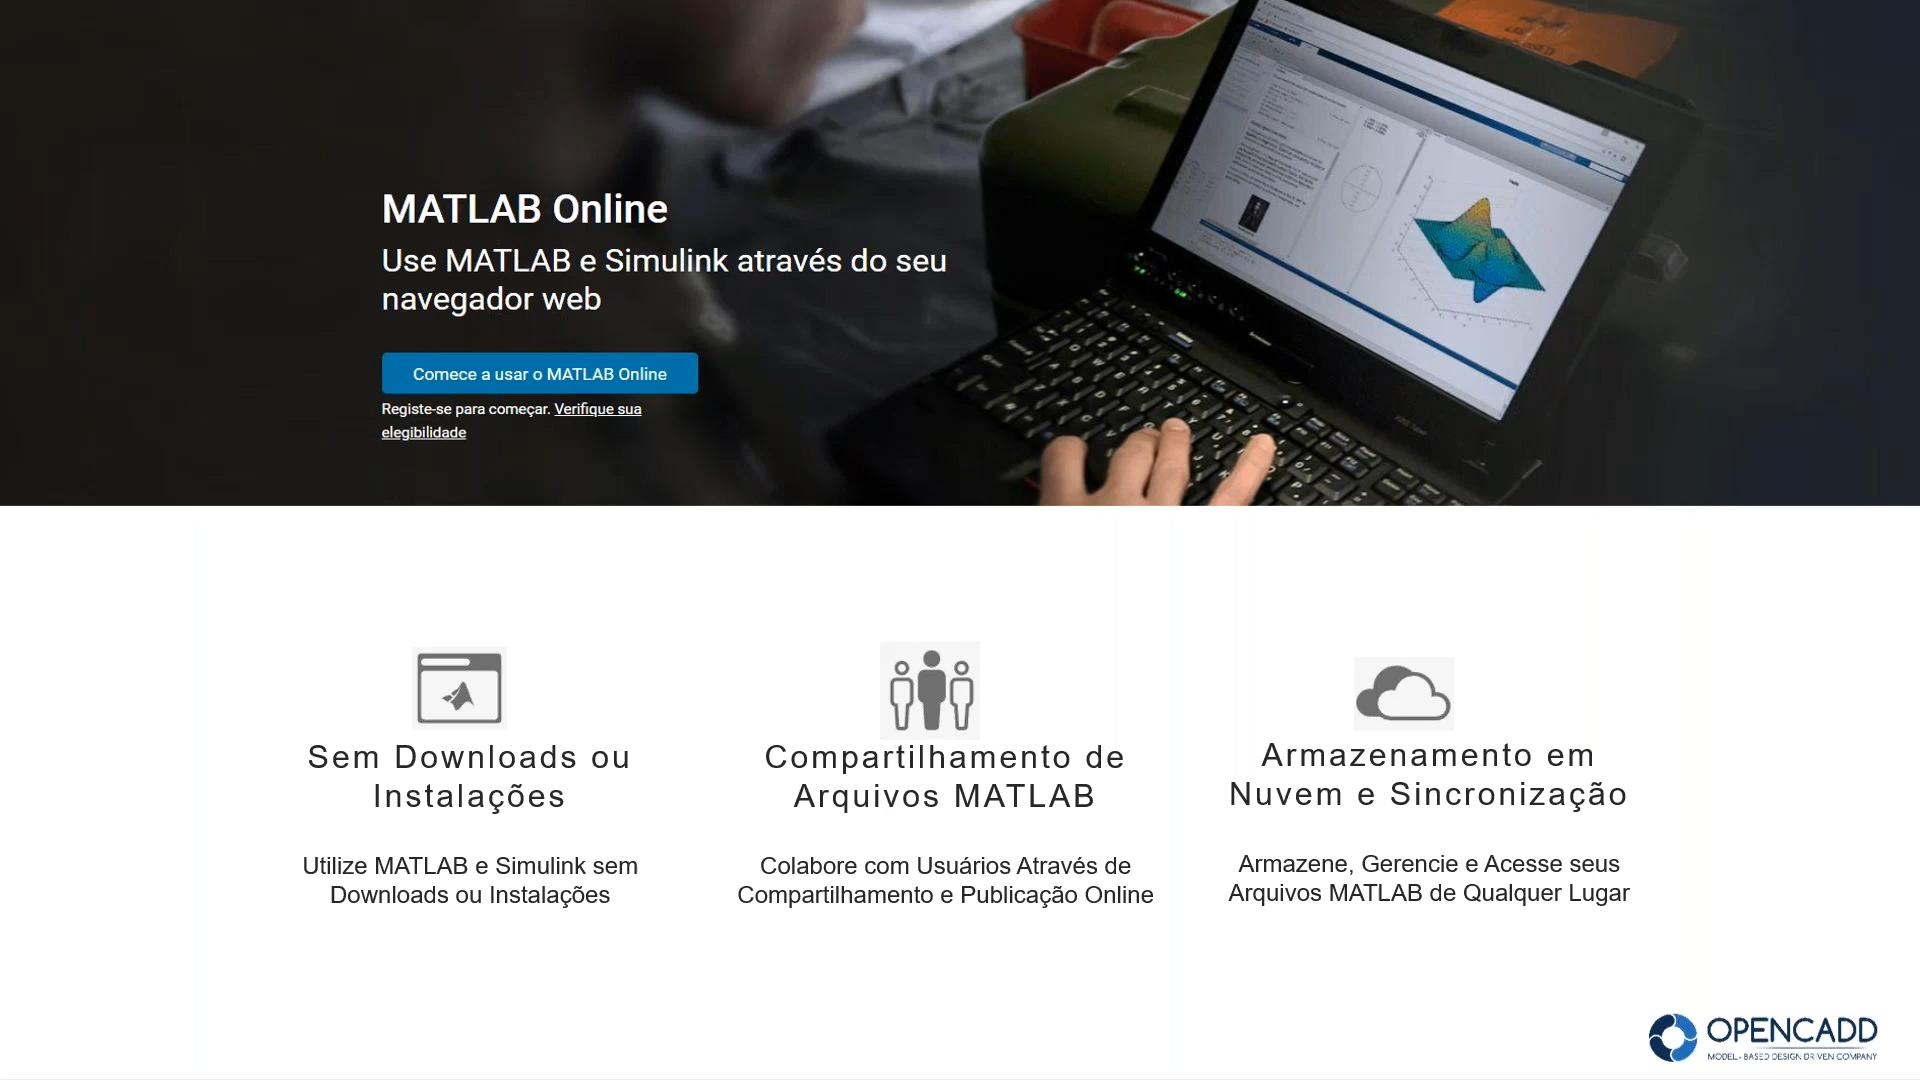 MATLAB Online
Use MATLAB e Simulink através do seu
navegador web
Comece a usar o MATLAB Online
Registe-se para começar. Verifique sua
elegibilidade
Sem Downloads ou
Instalações
Utilize MATLAB e Simulink sem
Downloads ou Instalações
Compartilhamento de
Arquivos MATLAB
Colabore com Usuários Através de
Compartilhamento e Publicação Online
Armazenamento em
Nuvem e Sincronização
Armazene, Gerencie e Acesse seus
Arquivos MATLAB de Qualquer Lugar
OPENCADD
MODEL-BASED DESIGN DRIVEN COMPANY